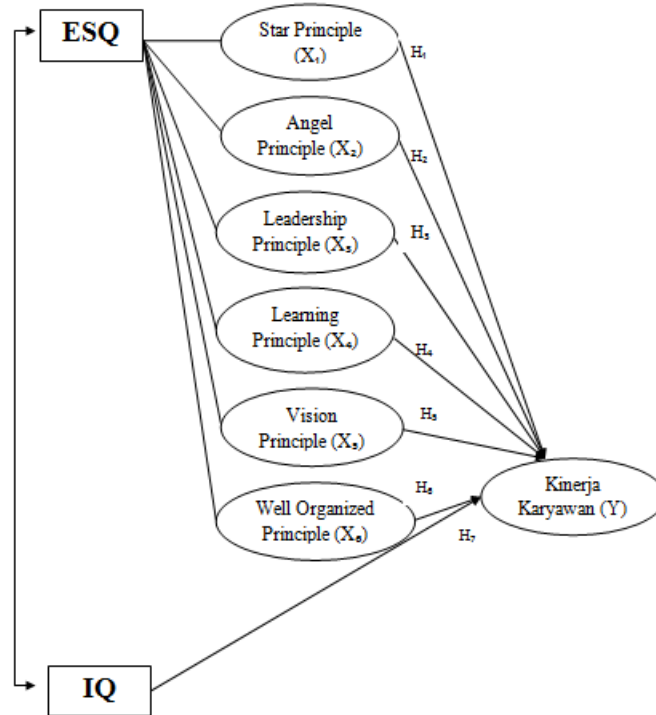 ESQ
Star Principle
(X₁)
H₁
Angel
Principle (X₂)
H₂
Leadership
Principle (X₃)
H₃
Learning
Principle (X₄)
H₄
Vision
Principle (X₅)
H₅
Well Organized
Principle (X₆)
H₆
Kinerja
Karyawan (Y)
H₇
IQ